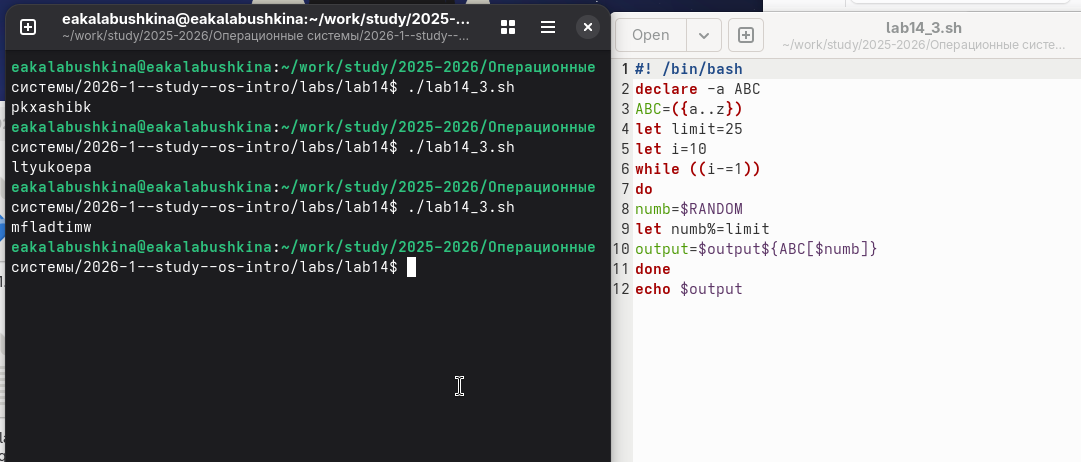 eakalabushkina@eakalabushkina:~/work/study/2025-...
~/work/study/2025-2026/Операционные системы/2026-1--study--...
eakalabushkina@eakalabushkina:~/work/study/2025-2026/Операционные
системы/2026-1--study--os-intro/labs/lab14$ ./lab14_3.sh
pkxashibk
eakalabushkina@eakalabushkina:~/work/study/2025-2026/Операционные
системы/2026-1--study--os-intro/labs/lab14$ ./lab14_3.sh
ltyukoepa
eakalabushkina@eakalabushkina:~/work/study/2025-2026/Операционные
системы/2026-1--study--os-intro/labs/lab14$ ./lab14_3.sh
mfladtimw
eakalabushkina@eakalabushkina:~/work/study/2025-2026/Операционные
системы/2026-1--study--os-intro/labs/lab14$
Open
lab14_3.sh
~/work/study/2025-2026/Операционные систе...
1 #! /bin/bash
2 declare -a ABC
3 ABC=({a..z})
4 let limit=25
5 let i=10
6 while ((i-=1))
7 do
8 numb=$RANDOM
9 let numb%=limit
10 output=$output${ABC[$numb]}
11 done
12 echo $output